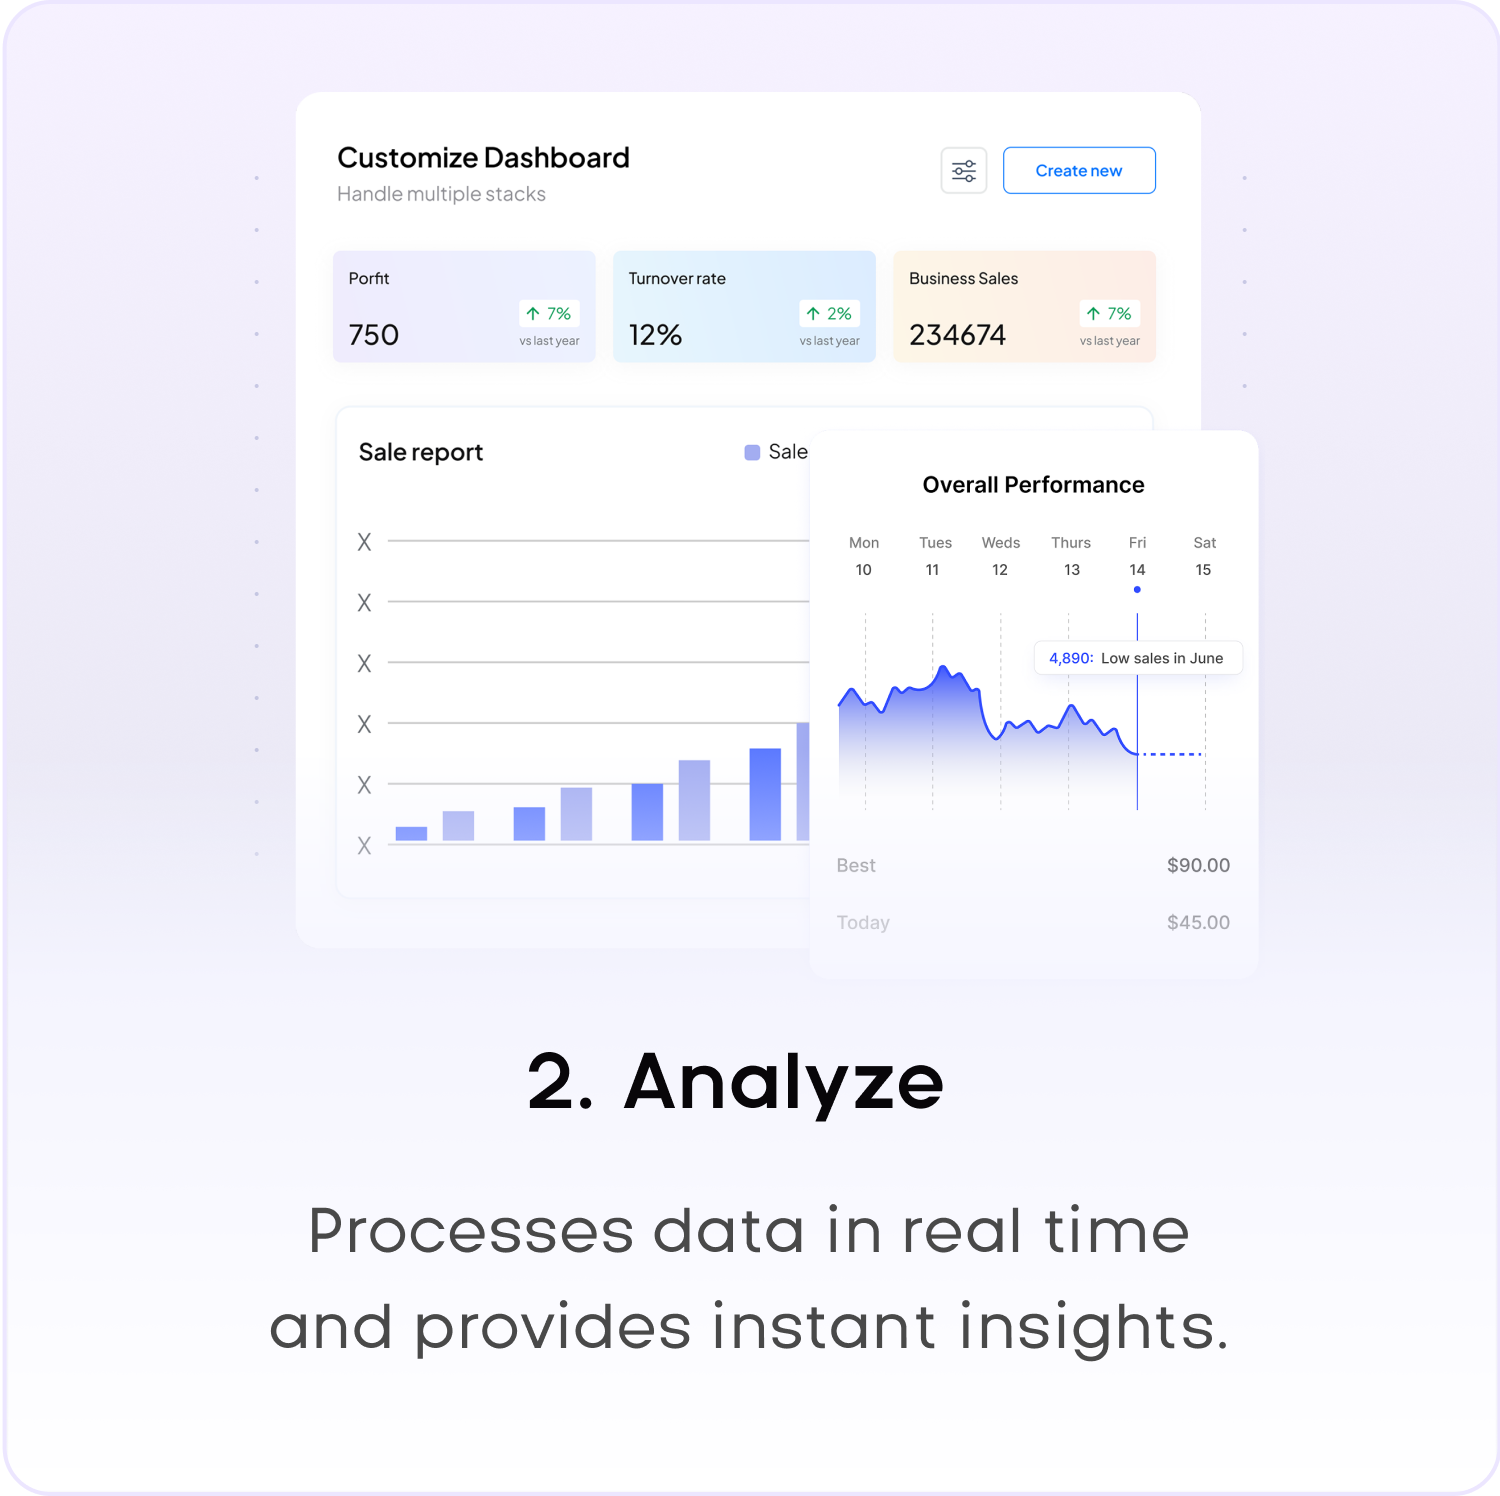 Customize Dashboard
Handle multiple stacks
Create new
Porfit
750
↑ 7%
vs last year
Turnover rate
12%
↑ 2%
vs last year
Business Sales
234674
↑ 7%
vs last year
Sale report
Sale
X
X
X
X
X
X
Overall Performance
Mon Tues Weds Thurs Fri Sat
10 11 12 13 14 15
4,890: Low sales in June
Best $90.00
Today $45.00
2. Analyze
Processes data in real time
and provides instant insights.